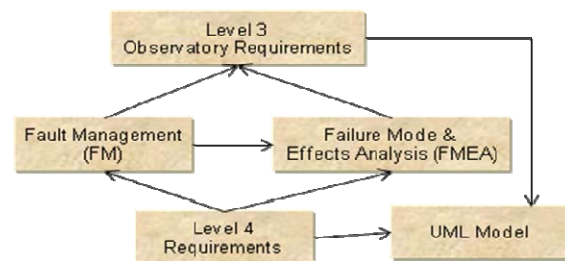 Level 3
Observatory Requirements
Fault Management
(FM)
Failure Mode &
Effects Analysis (FMEA)
Level 4
Requirements
UML Model